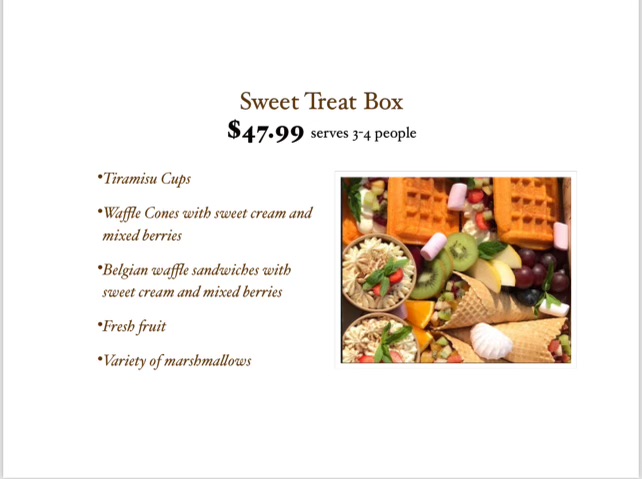 Sweet Treat Box
$47.99 serves 3-4 people
•Tiramisu Cups
•Waffle Cones with sweet cream and
mixed berries
•Belgian waffle sandwiches with
sweet cream and mixed berries
•Fresh fruit
•Variety of marshmallows